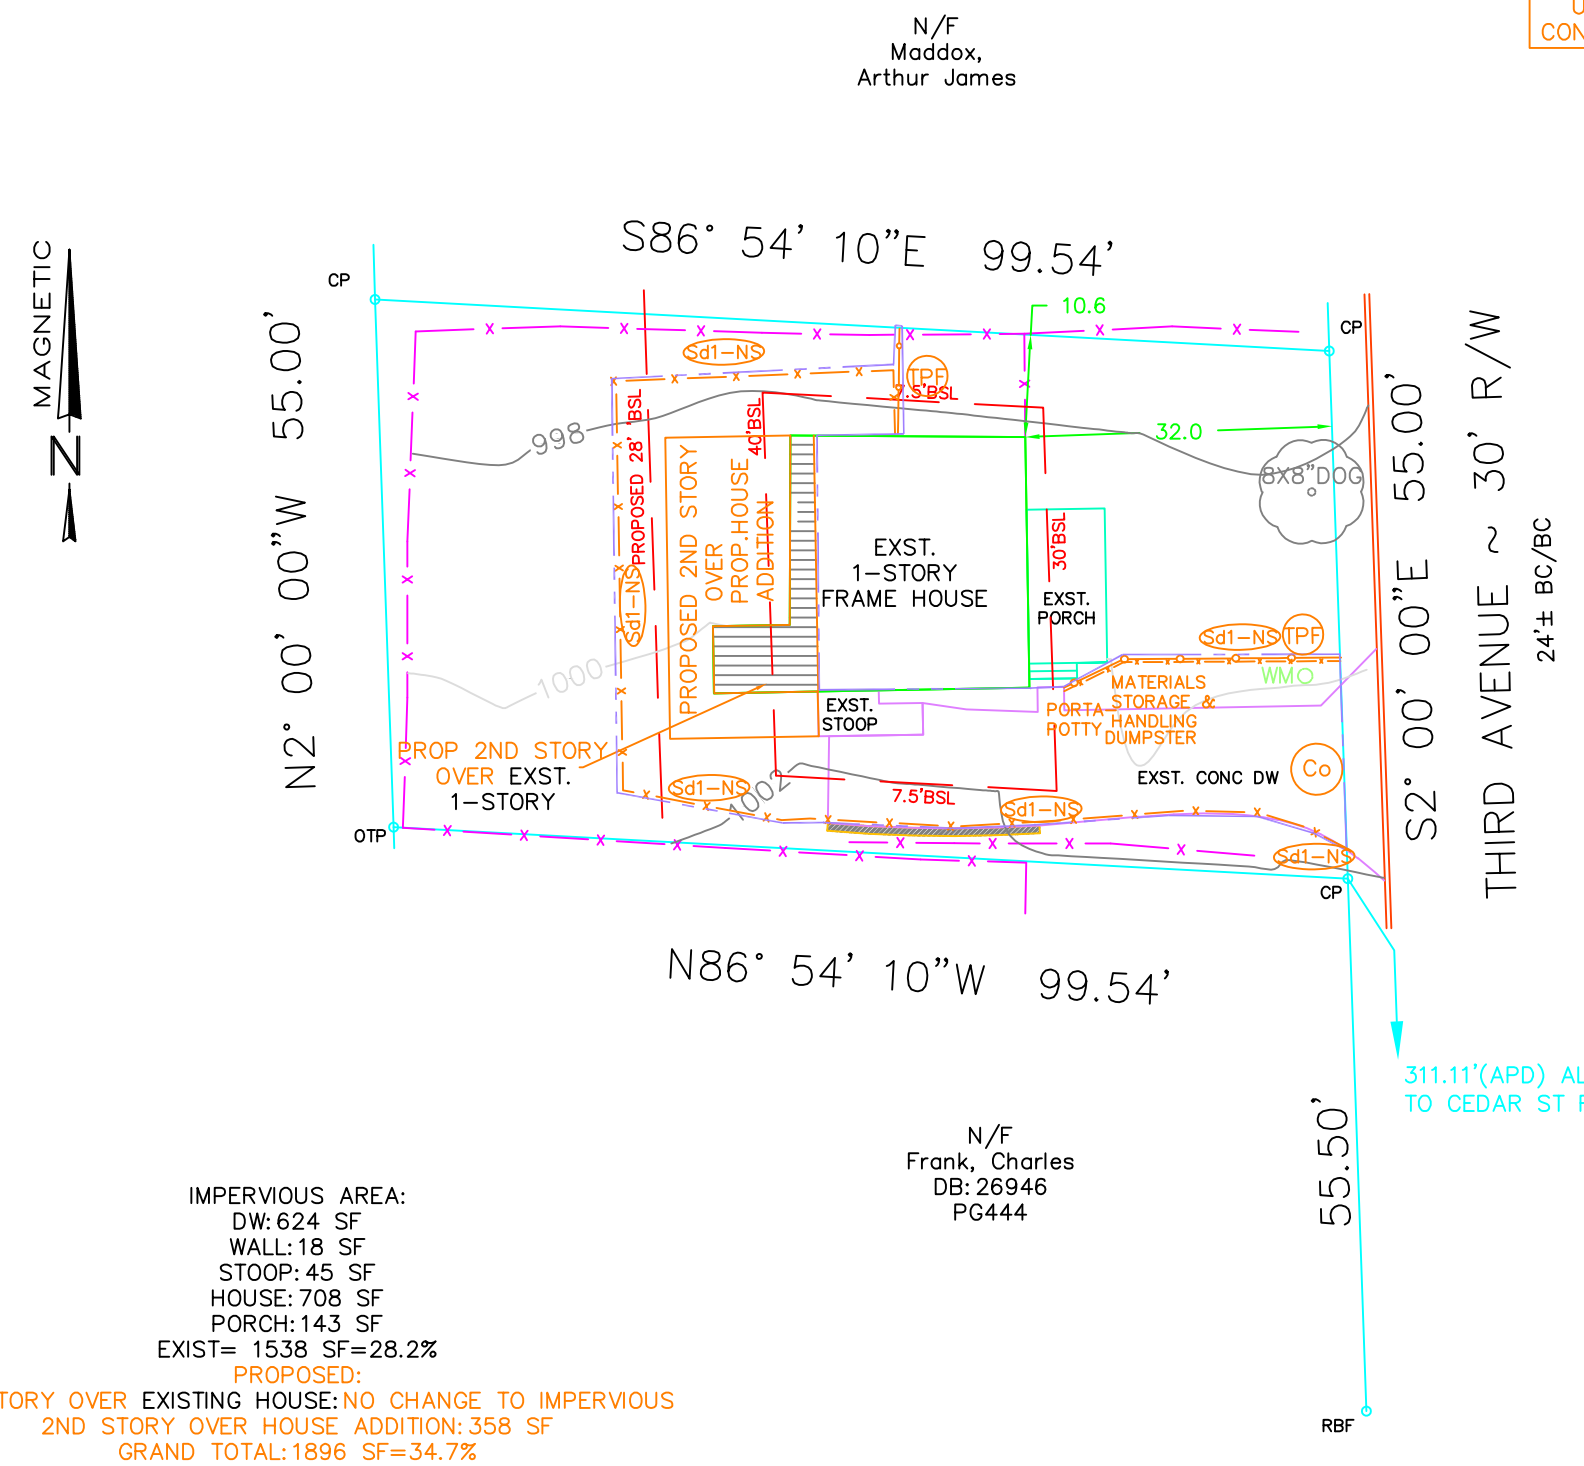 N/F
Maddox,
Arthur James
U
CON
MAGNETIC
N
S86° 54' 10"E 99.54'
CP
10.6
CP
N2° 00' 00"W 55.00'
Sd1-NS
TPF
7.5'BSL
998
PROPOSED 28' 'BSL
40'BSL
32.0
8X8"DOG
PROPOSED 2ND STORY
OVER
PROP.HOUSE
ADDITION
EXST.
1-STORY
FRAME HOUSE
30'BSL
EXST.
PORCH
Sd1-NS
Sd1-NS
TPF
1000
WM
MATERIALS
STORAGE &
HANDLING
DUMPSTER
PORTA
POTTY
EXST.
STOOP
PROP 2ND STORY
OVER EXST.
1-STORY
Sd1-NS
1002
EXST. CONC DW
Co
7.5'BSL
Sd1-NS
Sd1-NS
OTP
CP
S2° 00' 00"E 55.00'
THIRD AVENUE ~ 30' R/W
24'± BC/BC
N86° 54' 10"W 99.54'
311.11'(APD) AL
TO CEDAR ST
55.50'
N/F
Frank, Charles
DB:26946
PG444
RBF
IMPERVIOUS AREA:
DW:624 SF
WALL:18 SF
STOOP:45 SF
HOUSE:708 SF
PORCH:143 SF
EXIST= 1538 SF=28.2%
PROPOSED:
TORY OVER EXISTING HOUSE:NO CHANGE TO IMPERVIOUS
2ND STORY OVER HOUSE ADDITION:358 SF
GRAND TOTAL:1896 SF=34.7%